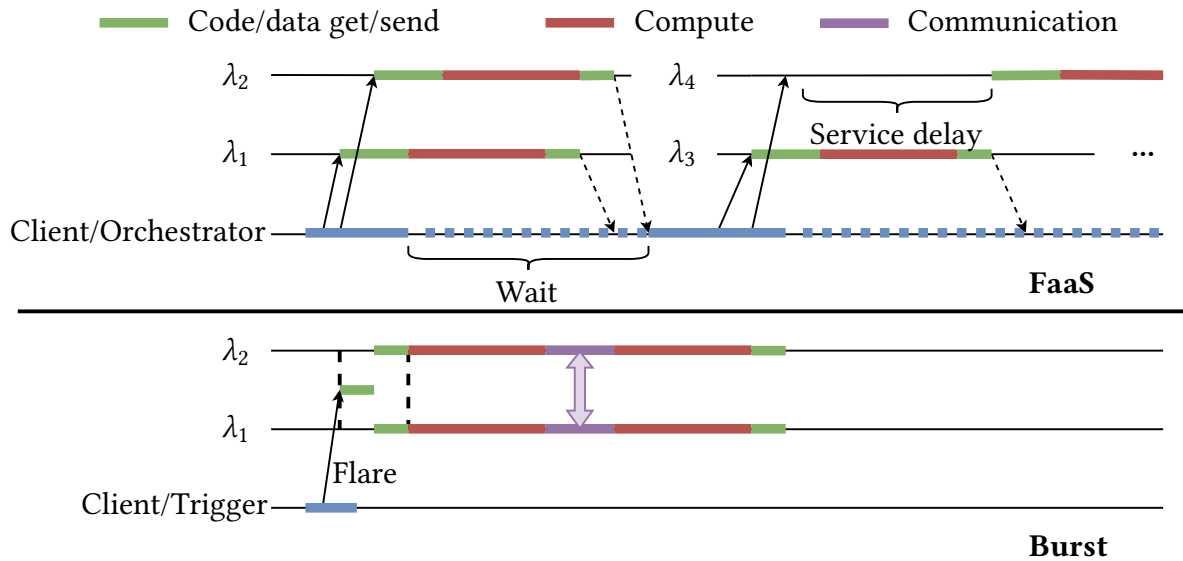 Code/data get/send Compute Communication
λ2 λ4
Service delay
λ1 λ3 ...
Client/Orchestrator
Wait
FaaS
λ2
λ1
Flare
Client/Trigger
Burst